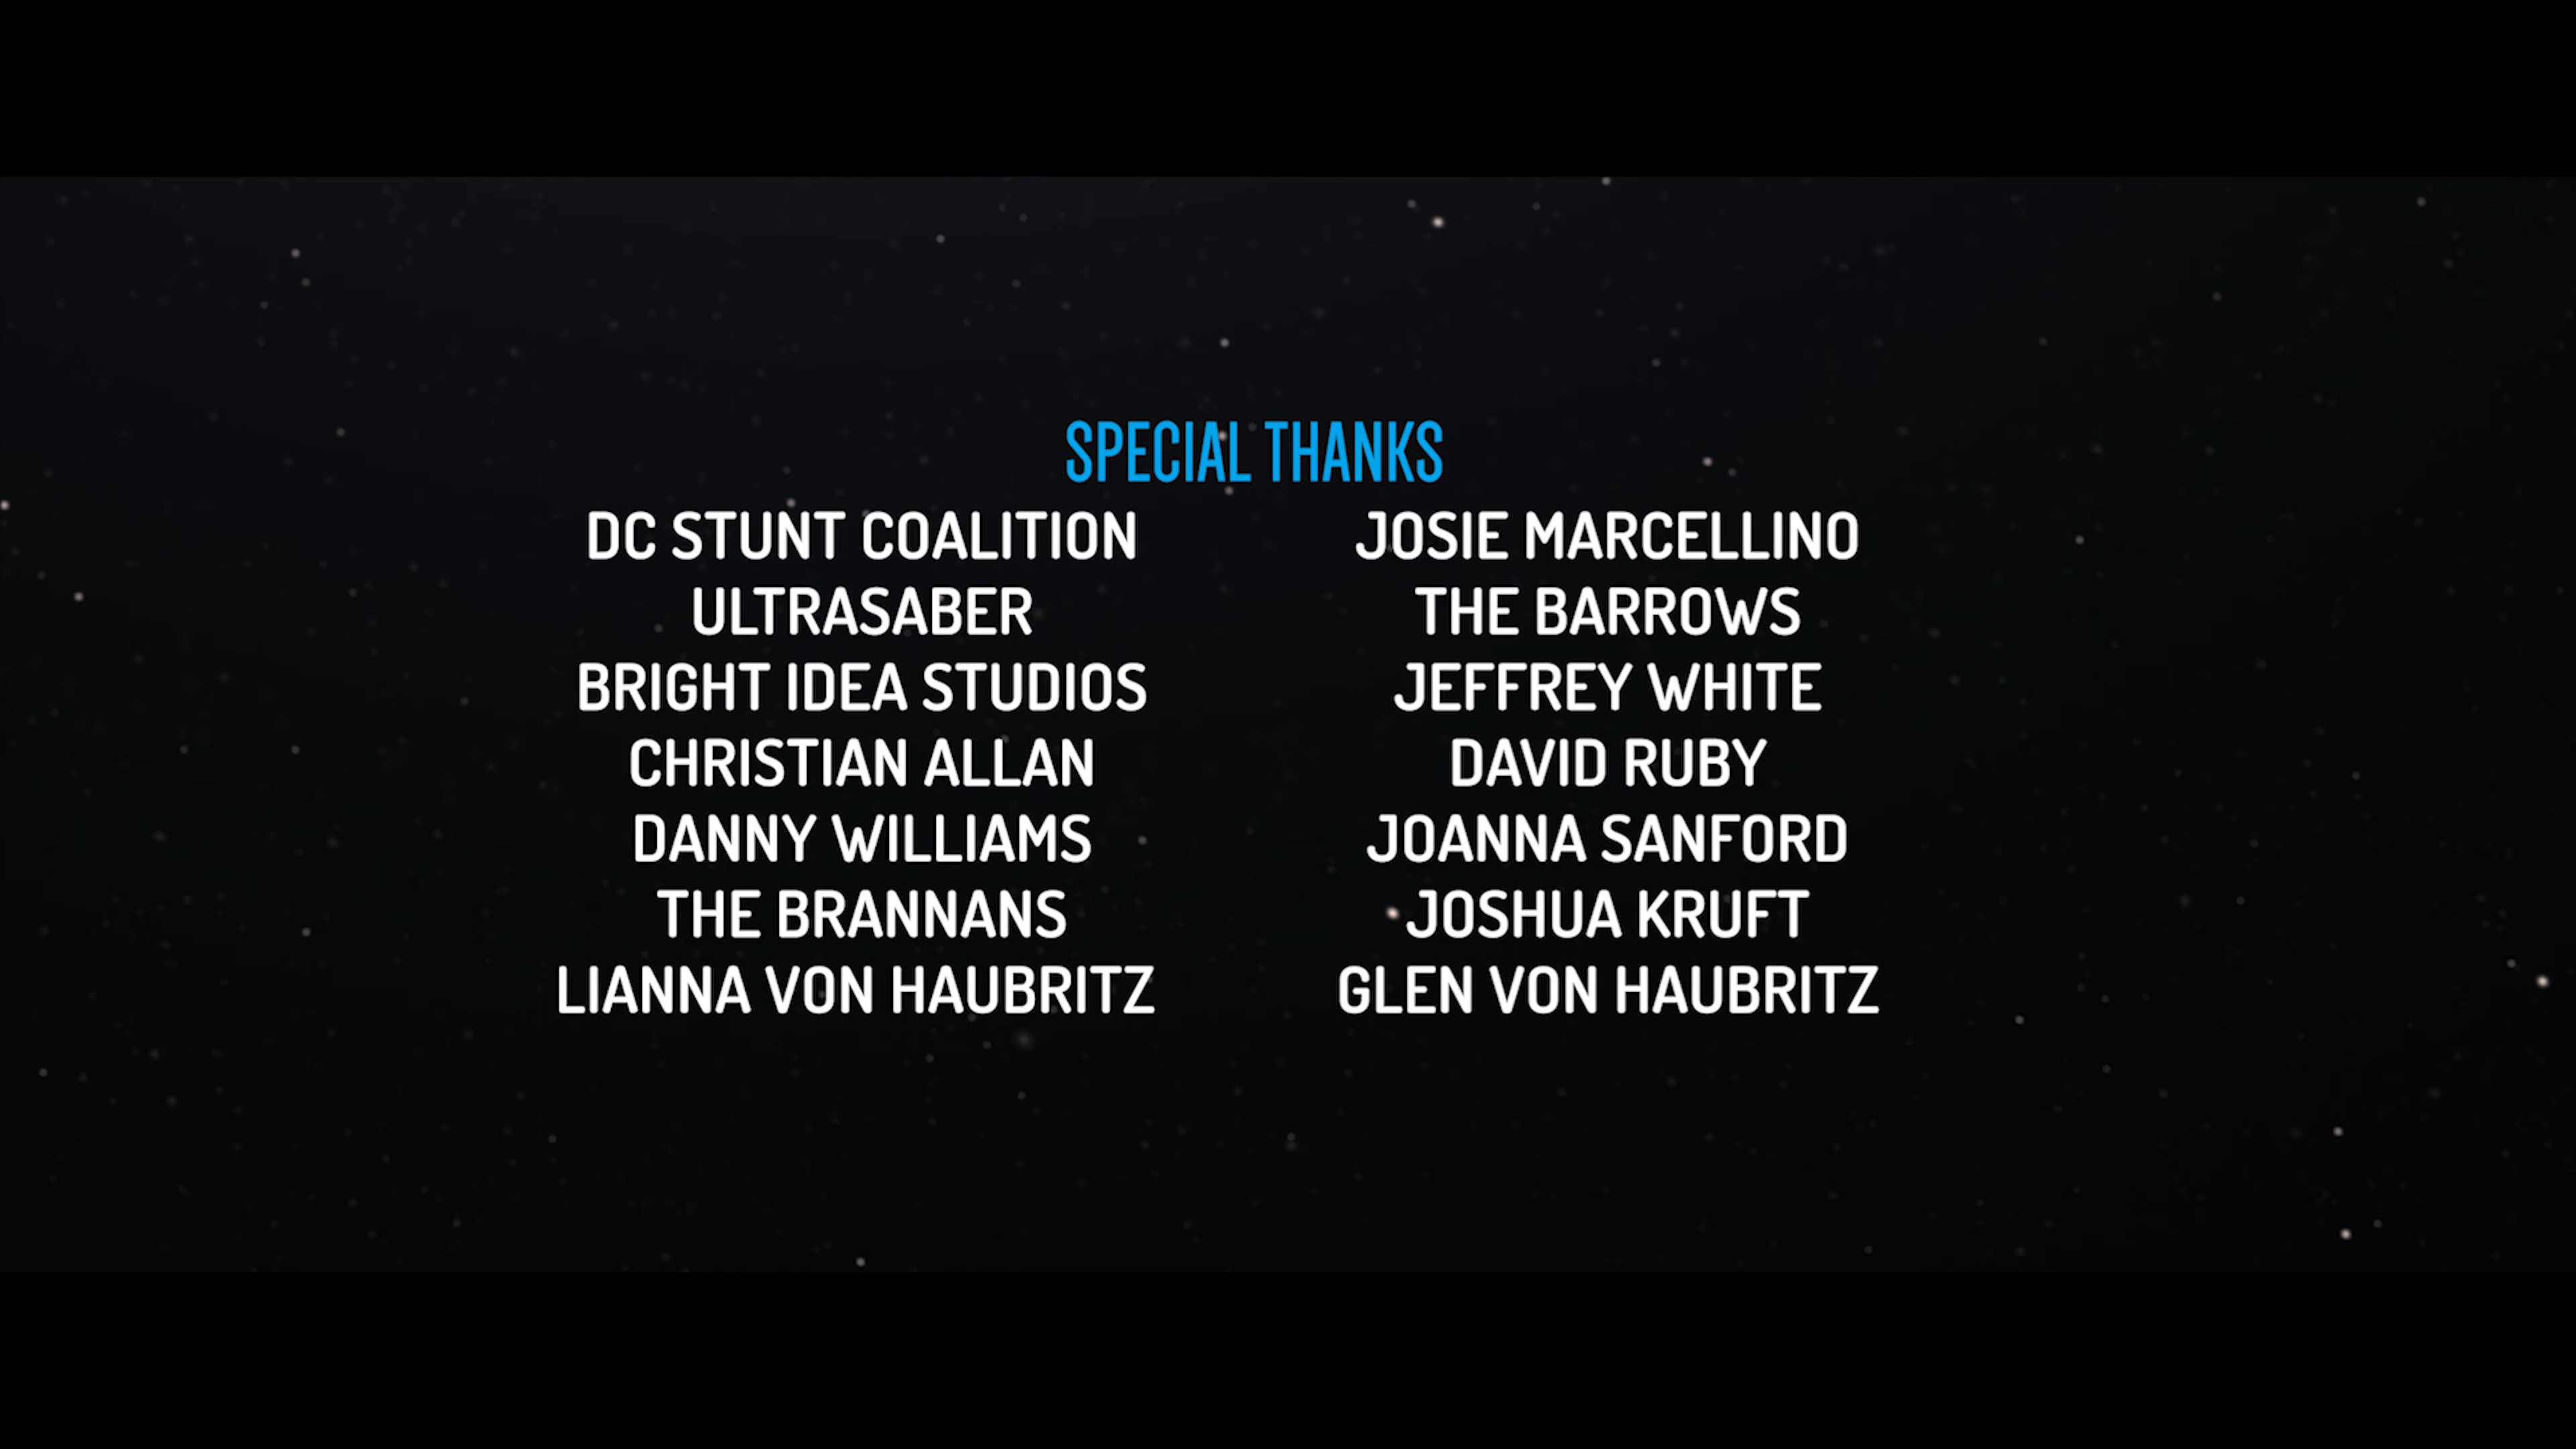 SPECIAL THANKS
DC STUNT COALITION
ULTRASABER
BRIGHT IDEA STUDIOS
CHRISTIAN ALLAN
DANNY WILLIAMS
THE BRANNANS
LIANNA VON HAUBRITZ
JOSIE MARCELLINO
THE BARROWS
JEFFREY WHITE
DAVID RUBY
JOANNA SANFORD
JOSHUA KRUFT
GLEN VON HAUBRITZ